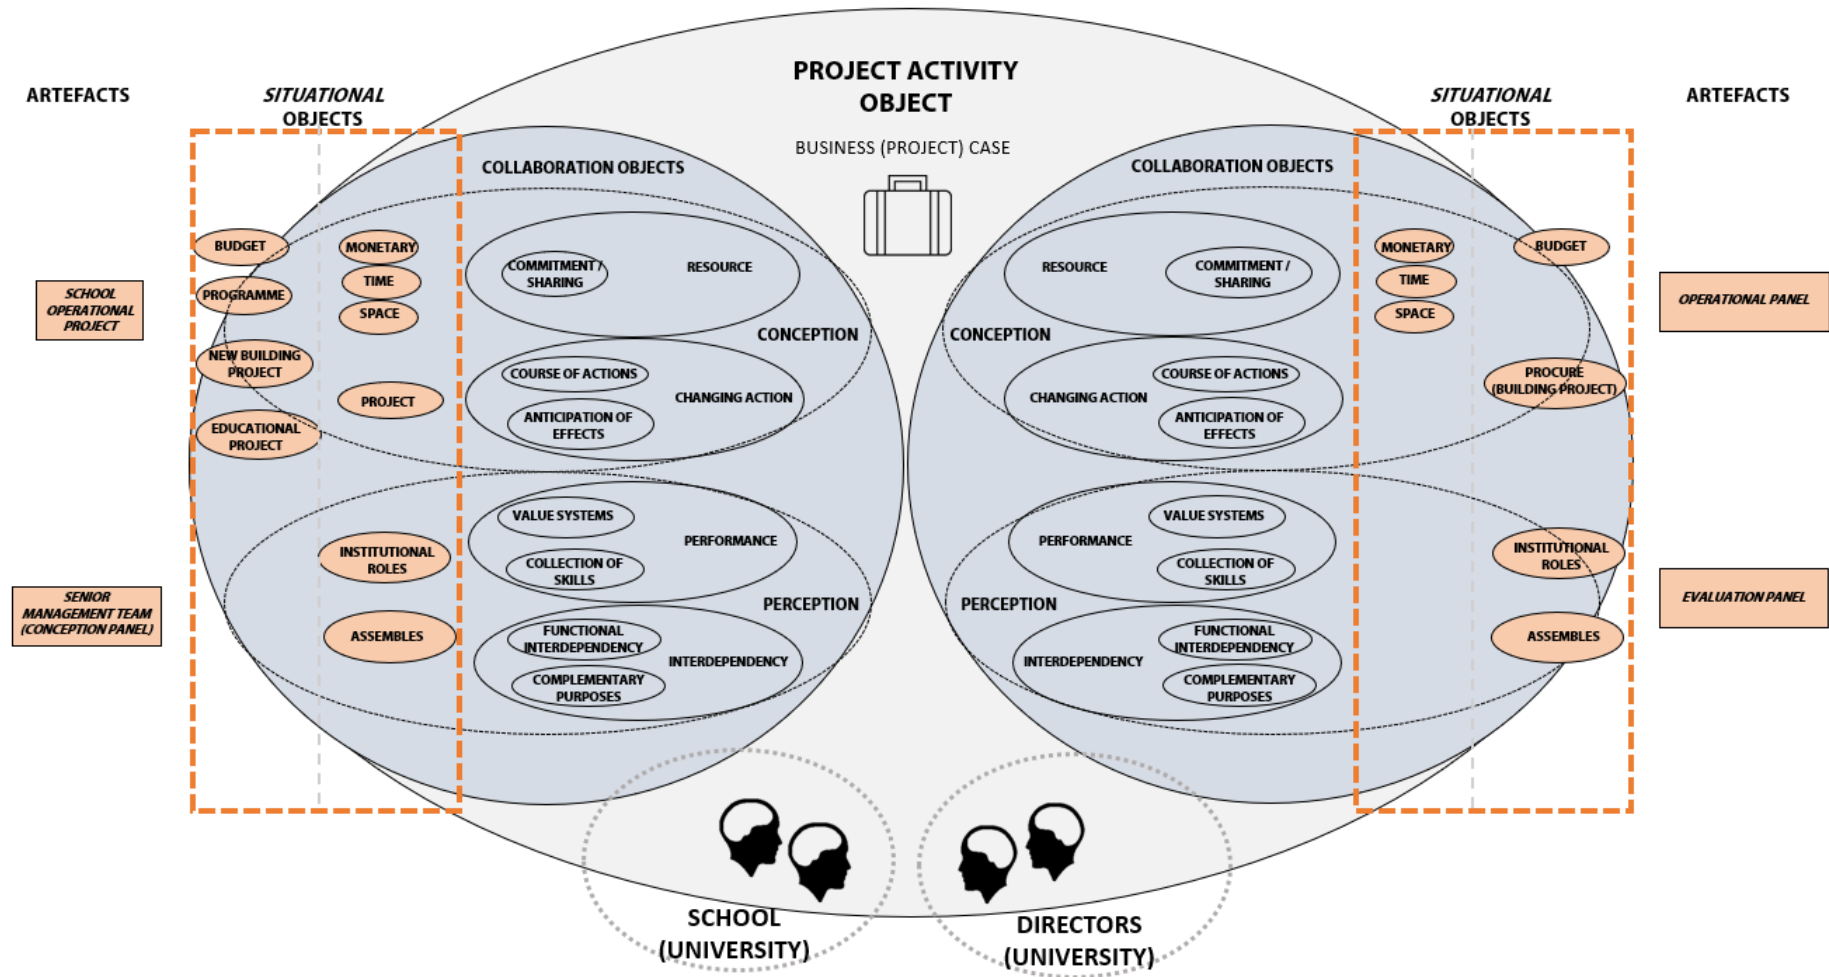 PROJECT ACTIVITY
OBJECT
BUSINESS (PROJECT) CASE
ARTEFACTS
SITUATIONAL
OBJECTS
COLLABORATION OBJECTS
BUDGET
PROGRAMME
NEW BUILDING
PROJECT
EDUCATIONAL
PROJECT
MONETARY
TIME
SPACE
PROJECT
COMMITMENT /
SHARING
RESOURCE
CONCEPTION
COURSE OF ACTIONS
CHANGING ACTION
ANTICIPATION OF
EFFECTS
SCHOOL
OPERATIONAL
PROJECT
VALUE SYSTEMS
PERFORMANCE
COLLECTION OF
SKILLS
INSTITUTIONAL
ROLES
PERCEPTION
ASSEMBLES
FUNCTIONAL
INTERDEPENDENCY
INTERDEPENDENCY
COMPLEMENTARY
PURPOSES
SENIOR
MANAGEMENT TEAM
(CONCEPTION PANEL)
SCHOOL
(UNIVERSITY)
COLLABORATION OBJECTS
SITUATIONAL
OBJECTS
ARTEFACTS
RESOURCE
COMMITMENT /
SHARING
MONETARY
TIME
SPACE
BUDGET
OPERATIONAL PANEL
CONCEPTION
COURSE OF ACTIONS
CHANGING ACTION
ANTICIPATION OF
EFFECTS
PROCURE
(BUILDING PROJECT)
VALUE SYSTEMS
PERFORMANCE
COLLECTION OF
SKILLS
INSTITUTIONAL
ROLES
PERCEPTION
EVALUATION PANEL
FUNCTIONAL
INTERDEPENDENCY
INTERDEPENDENCY
COMPLEMENTARY
PURPOSES
ASSEMBLES
DIRECTORS
(UNIVERSITY)